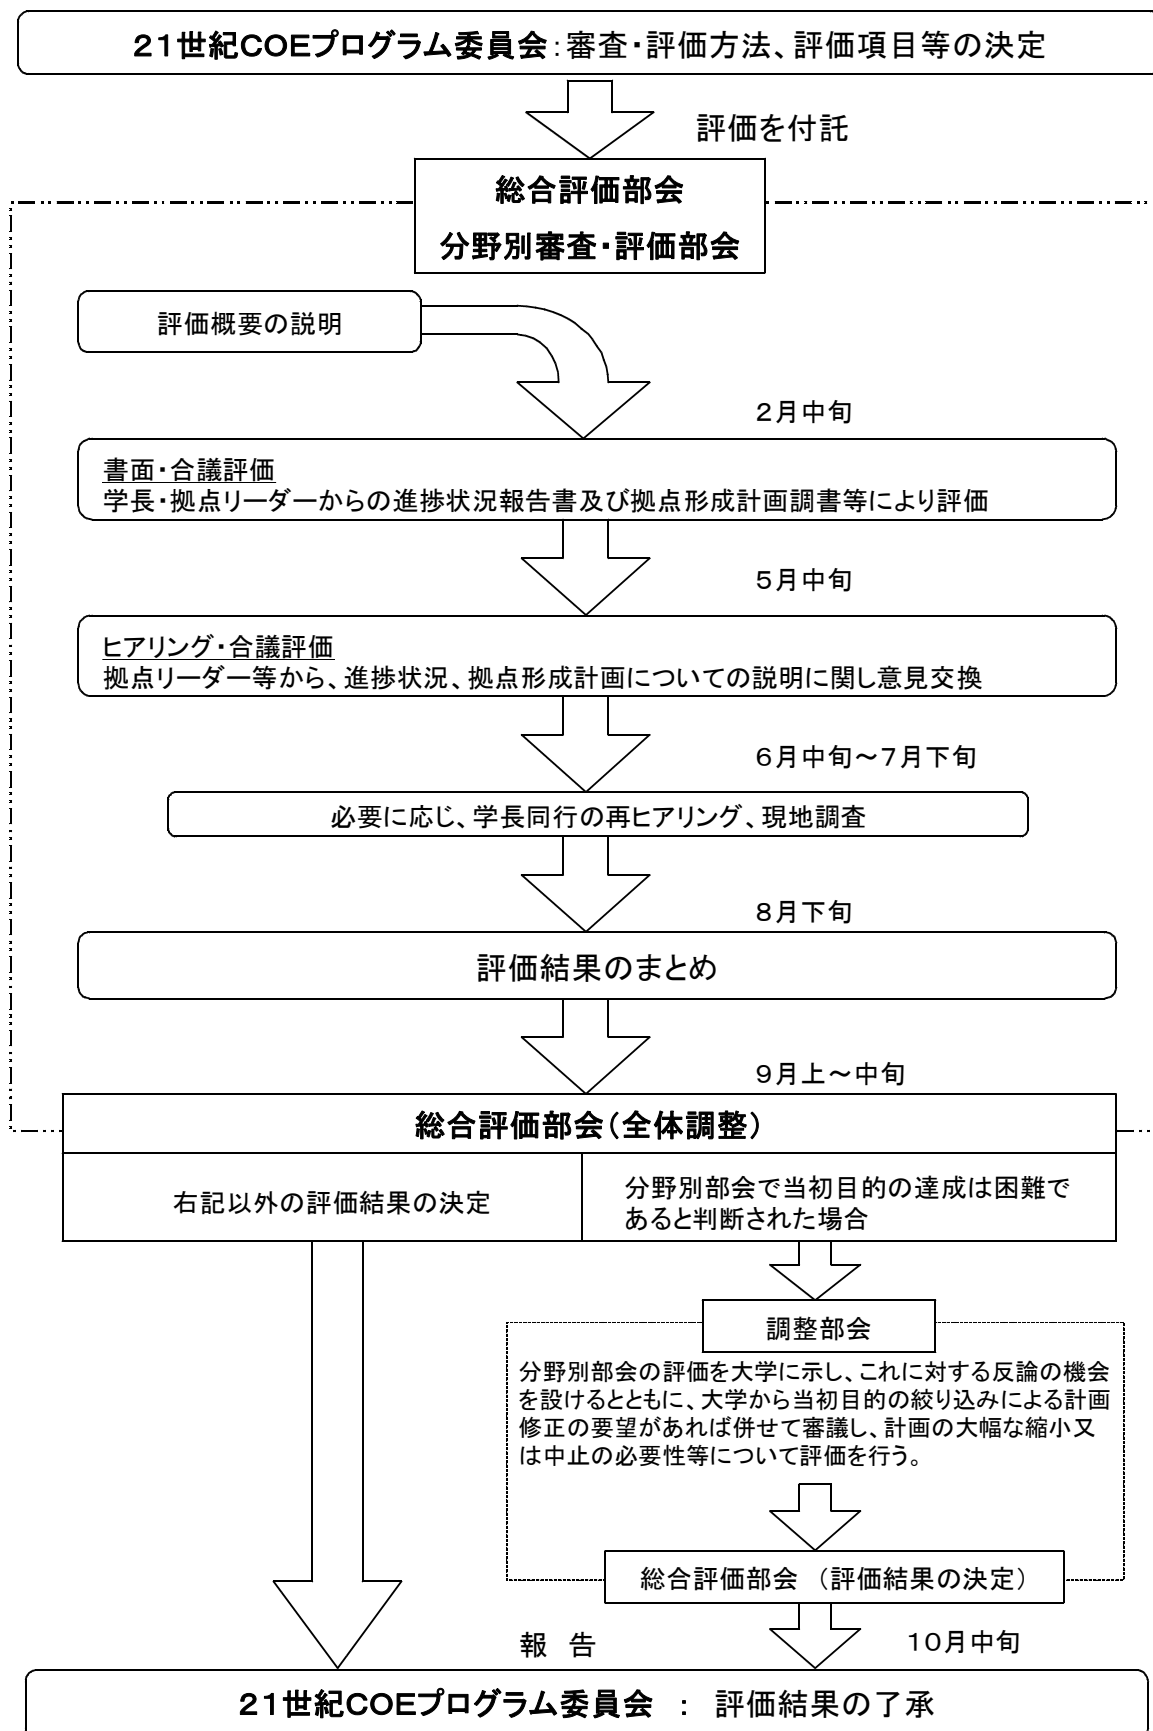 ２１世紀ＣＯＥプログラム委員会：審査・評価方法、評価項目等の決定
評価を付託
総合評価部会
分野別審査・評価部会
評価概要の説明
２月中旬
書面・合議評価
学長・拠点リーダーからの進捗状況報告書及び拠点形成計画調書等により評価
５月中旬
ヒアリング・合議評価
拠点リーダー等から、進捗状況、拠点形成計画についての説明に関し意見交換
６月中旬～７月下旬
必要に応じ、学長同行の再ヒアリング、現地調査
８月下旬
評価結果のまとめ
９月上～中旬
総合評価部会（全体調整）
右記以外の評価結果の決定
分野別部会で当初目的の達成は困難で
あると判断された場合
調整部会
分野別部会の評価を大学に示し、これに対する反論の機会
を設けるとともに、大学から当初目的の絞り込みによる計画
修正の要望があれば併せて審議し、計画の大幅な縮小又
は中止の必要性等について評価を行う。
総合評価部会　（評価結果の決定）
報　告
１０月中旬
２１世紀ＣＯＥプログラム委員会　：　評価結果の了承